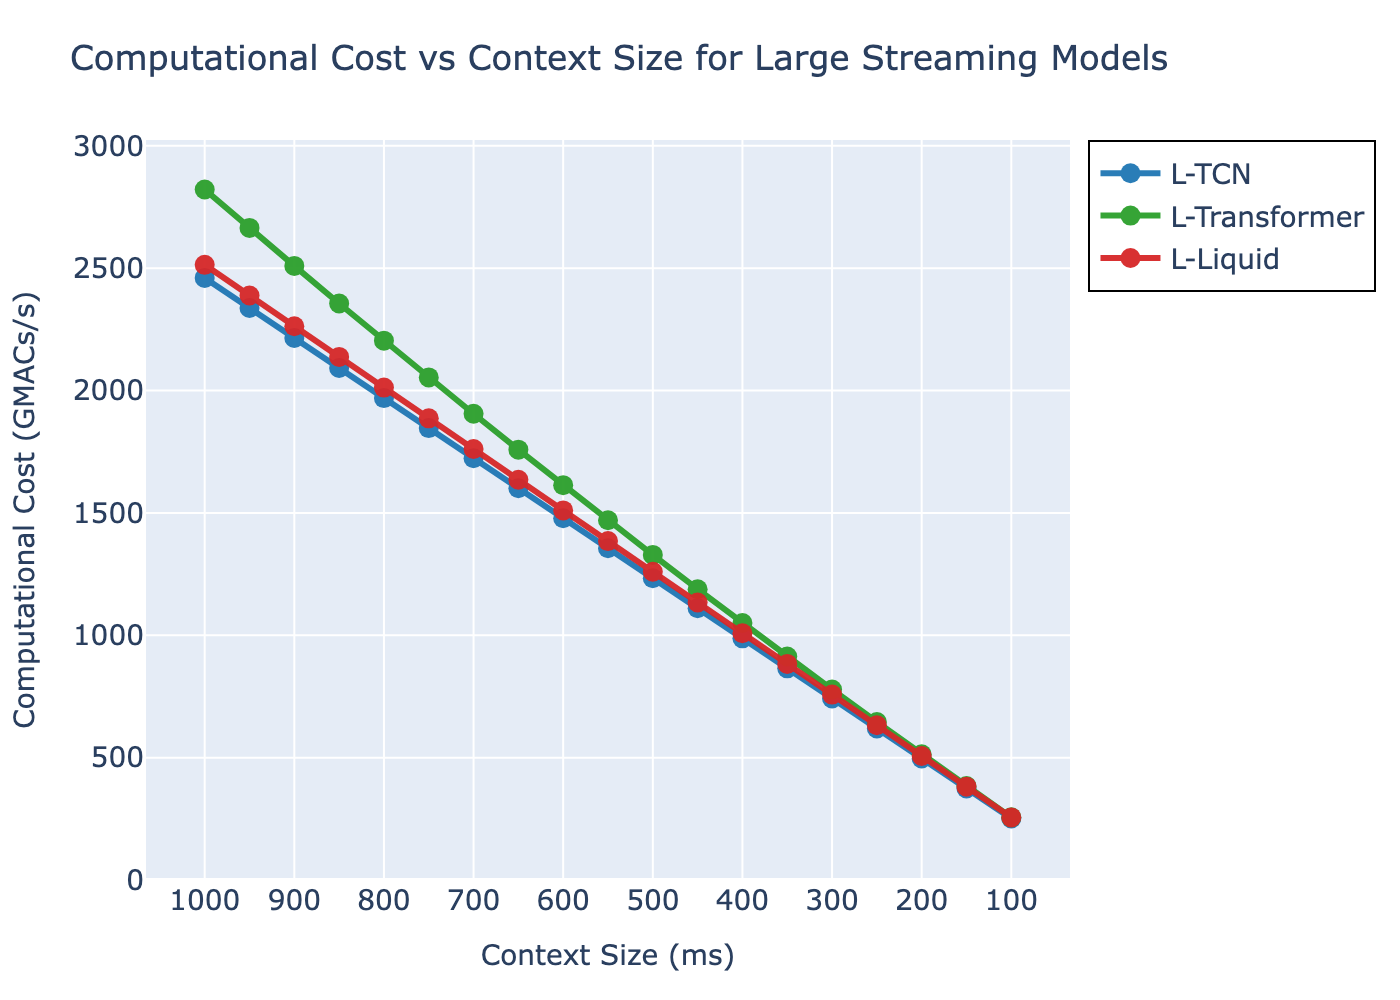 Computational Cost vs Context Size for Large Streaming Models
L-TCN
L-Transformer
L-Liquid
Computational Cost (GMACs/s)
3000
2500
2000
1500
1000
500
0
1000 900 800 700 600 500 400 300 200 100
Context Size (ms)